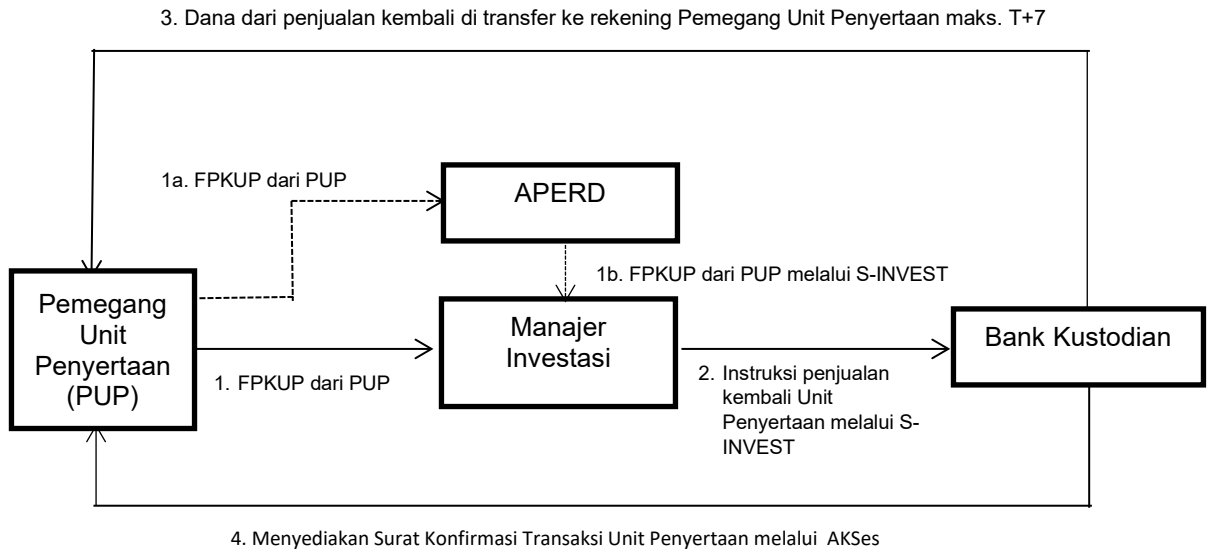 3. Dana dari penjualan kembali di transfer ke rekening Pemegang Unit Penyertaan maks. T+7
1a. FPKUP dari PUP
APERD
1b. FPKUP dari PUP melalui S-INVEST
Pemegang
Unit
Penyertaan
(PUP)
Manajer
Investasi
Bank Kustodian
1. FPKUP dari PUP
2. Instruksi penjualan
kembali Unit
Penyertaan melalui S-
INVEST
4. Menyediakan Surat Konfirmasi Transaksi Unit Penyertaan melalui AKSes